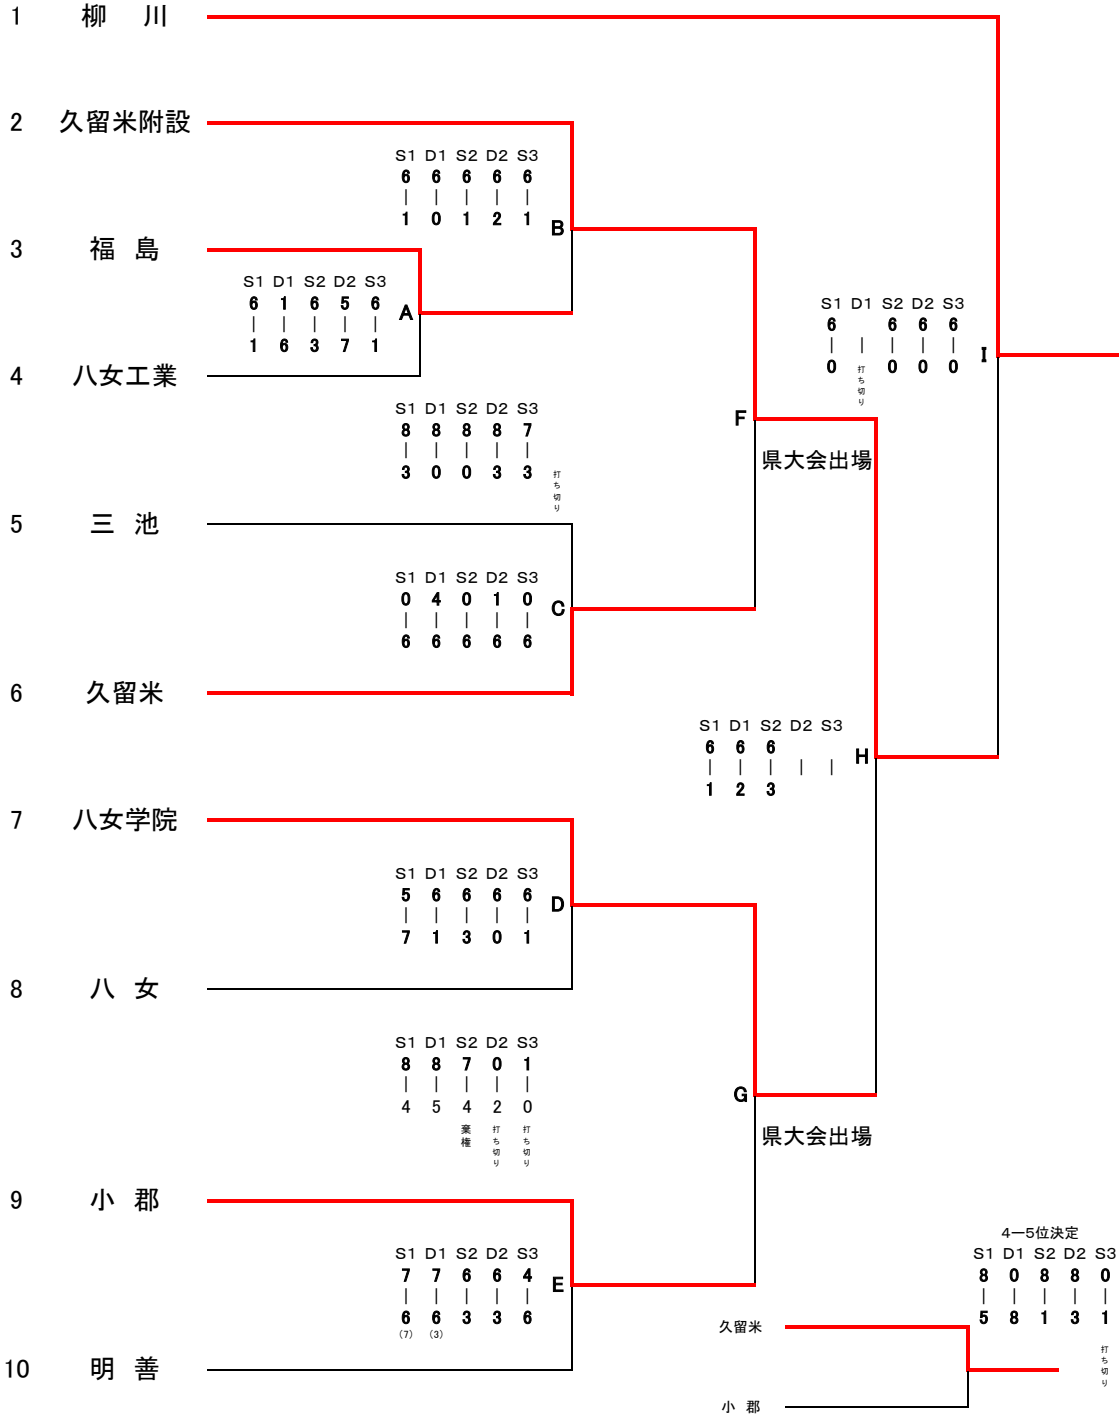 1 柳 川
2 久留米附設
S1 D1 S2 D2 S3
6 6 6 6 6
| | | | |
1 0 1 2 1
B
3 福 島
S1 D1 S2 D2 S3
6 1 6 5 6
| | | | |
1 6 3 7 1
A
S1 D1 S2 D2 S3
6 6 6 6
| | | | |
0 0 0 0
打ち切り
I
4 八女工業
S1 D1 S2 D2 S3
8 8 8 8 7
| | | | |
3 0 0 3 3
打ち切り
F
県大会出場
5 三 池
S1 D1 S2 D2 S3
0 4 0 1 0
| | | | |
6 6 6 6 6
C
6 久留米
S1 D1 S2 D2 S3
6 6 6
| | | | |
1 2 3
H
7 八女学院
S1 D1 S2 D2 S3
5 6 6 6 6
| | | | |
7 1 3 0 1
D
8 八 女
S1 D1 S2 D2 S3
8 8 7 0 1
| | | | |
4 5 4 2 0
棄権 打ち切り 打ち切り
G
県大会出場
9 小 郡
S1 D1 S2 D2 S3
7 7 6 6 4
| | | | |
6 6 3 3 6
(7) (3)
E
10 明 善
4―5位決定
S1 D1 S2 D2 S3
8 0 8 8 0
| | | | |
5 8 1 3 1
打ち切り
久留米
小 郡